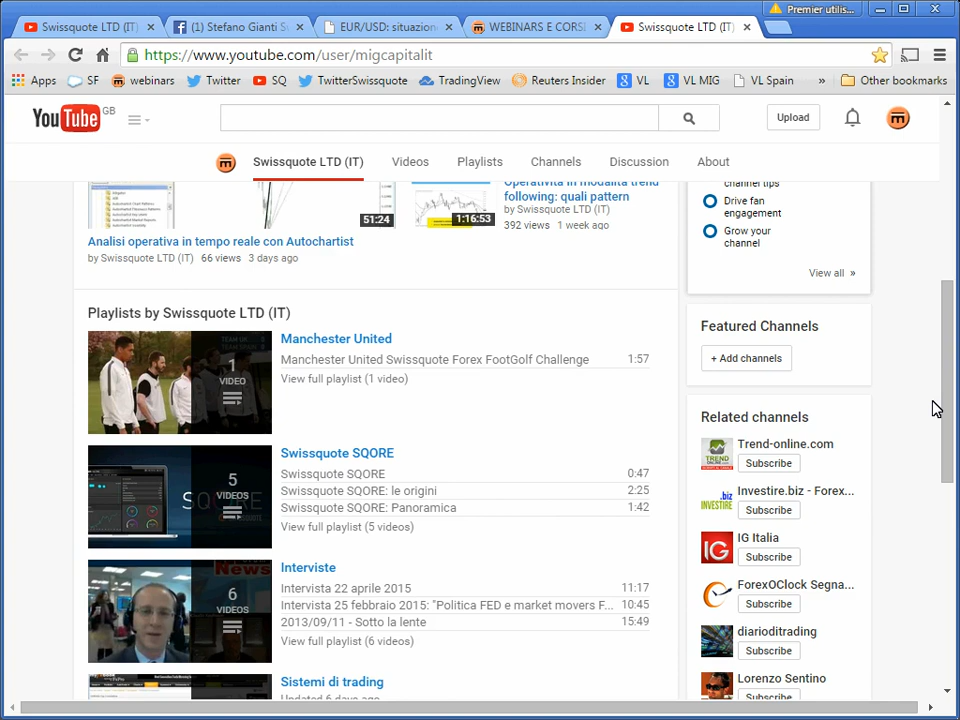 Swissquote LTD (IT)
(1) Stefano Gianti S
EUR/USD: situazion
WEBINARS E CORSI
Swissquote LTD (IT)
Premier utilis...
https://www.youtube.com/user/migcapitalit
Apps
SF
webinars
Twitter
SQ
TwitterSwissquote
TradingView
Reuters Insider
VL
VL MIG
VL Spain
»
Other bookmarks
YouTube GB
Upload
Swissquote LTD (IT)
Videos
Playlists
Channels
Discussion
About
51:24
1:16:53
Operatività in modalità trend
following: quali pattern
by Swissquote LTD (IT)
392 views 1 week ago
Analisi operativa in tempo reale con Autochartist
by Swissquote LTD (IT) 66 views 3 days ago
channel tips
Drive fan
engagement
Grow your
channel
View all »
Playlists by Swissquote LTD (IT)
1
VIDEO
Manchester United
Manchester United Swissquote Forex FootGolf Challenge 1:57
View full playlist (1 video)
5
VIDEOS
Swissquote SQORE
Swissquote SQORE 0:47
Swissquote SQORE: le origini 2:25
Swissquote SQORE: Panoramica 1:42
View full playlist (5 videos)
6
VIDEOS
Interviste
Intervista 22 aprile 2015 11:17
Intervista 25 febbraio 2015: "Politica FED e market movers F... 10:45
2013/09/11 - Sotto la lente 15:49
View full playlist (6 videos)
Sistemi di trading
Updated 6 days ago
Featured Channels
+ Add channels
Related channels
Trend-online.com
Subscribe
Investire.biz - Forex...
Subscribe
IG Italia
Subscribe
ForexOClock Segna...
Subscribe
diarioditrading
Subscribe
Lorenzo Sentino
Subscribe